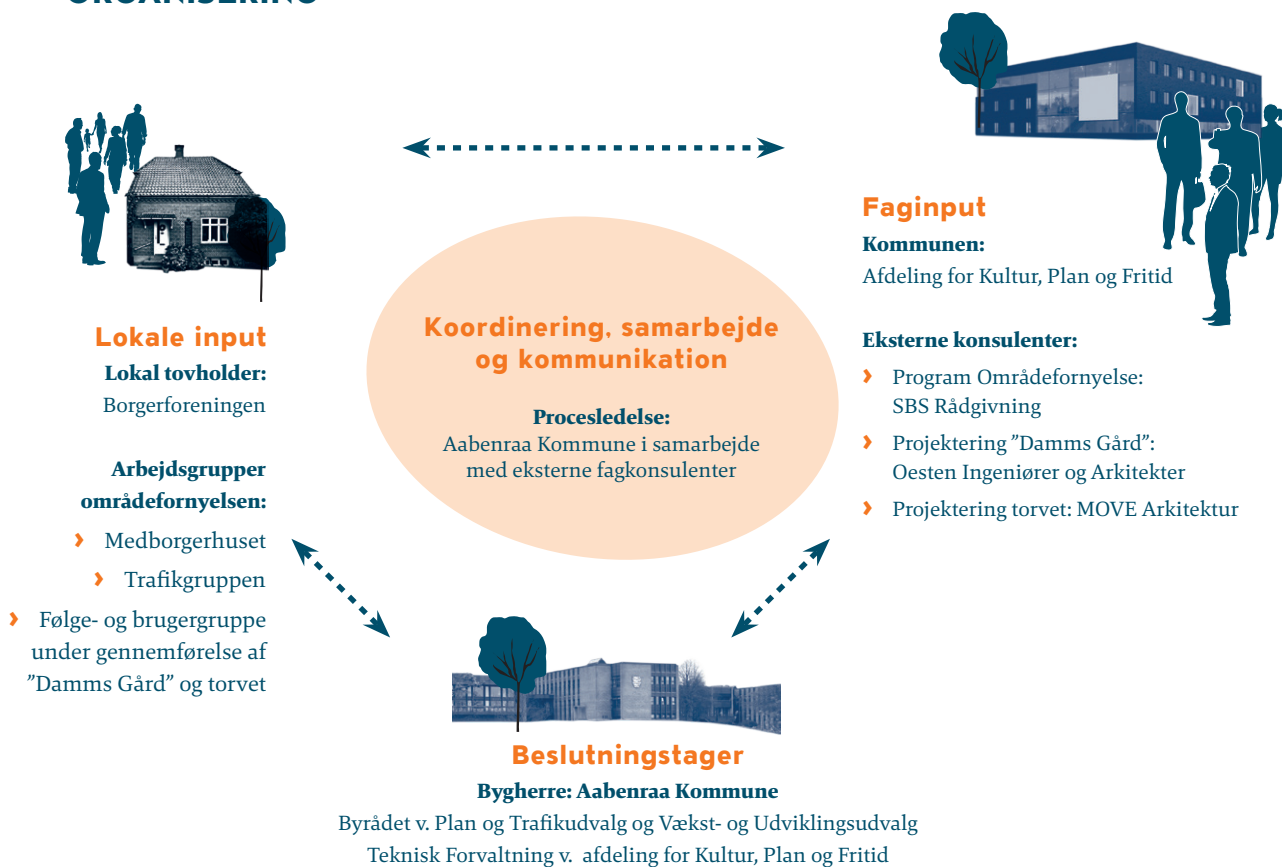 ORGANISERING
Lokale input
Lokal tovholder:
Borgerforeningen
Arbejdsgrupper
områdefornyelsen:
› Medborgerhuset
› Trafikgruppen
› Følge- og brugergruppe
under gennemførelse af
”Damms Gård” og torvet
Koordinering, samarbejde
og kommunikation
Procesledelse:
Aabenraa Kommune i samarbejde
med eksterne fagkonsulenter
Faginput
Kommunen:
Afdeling for Kultur, Plan og Fritid
Eksterne konsulenter:
› Program Områdefornyelse:
SBS Rådgivning
› Projektering ”Damms Gård”:
Oesten Ingeniører og Arkitekter
› Projektering torvet: MOVE Arkitektur
Beslutningstager
Bygherre: Aabenraa Kommune
Byrådet v. Plan og Trafikudvalg og Vækst- og Udviklingsudvalg
Teknisk Forvaltning v. afdeling for Kultur, Plan og Fritid